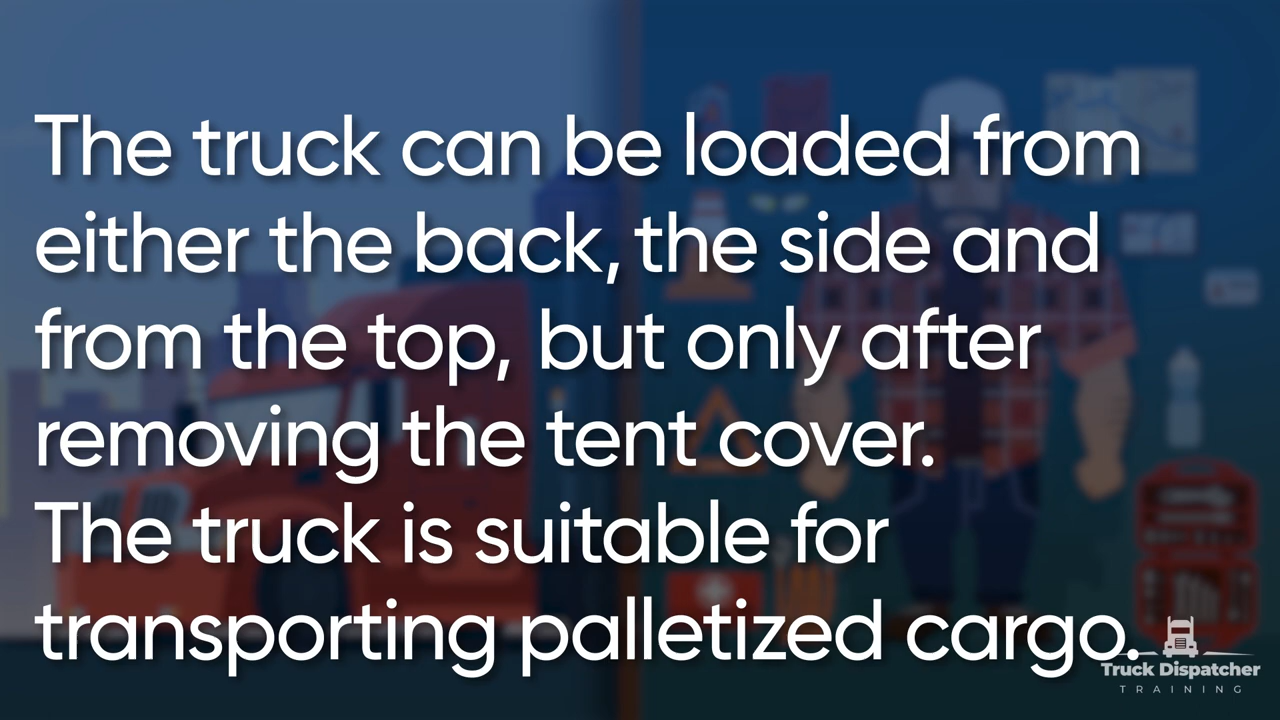 The truck can be loaded from
either the back, the side and
from the top, but only after
removing the tent cover.
The truck is suitable for
transporting palletized cargo.
Truck Dispatcher
TRAINING